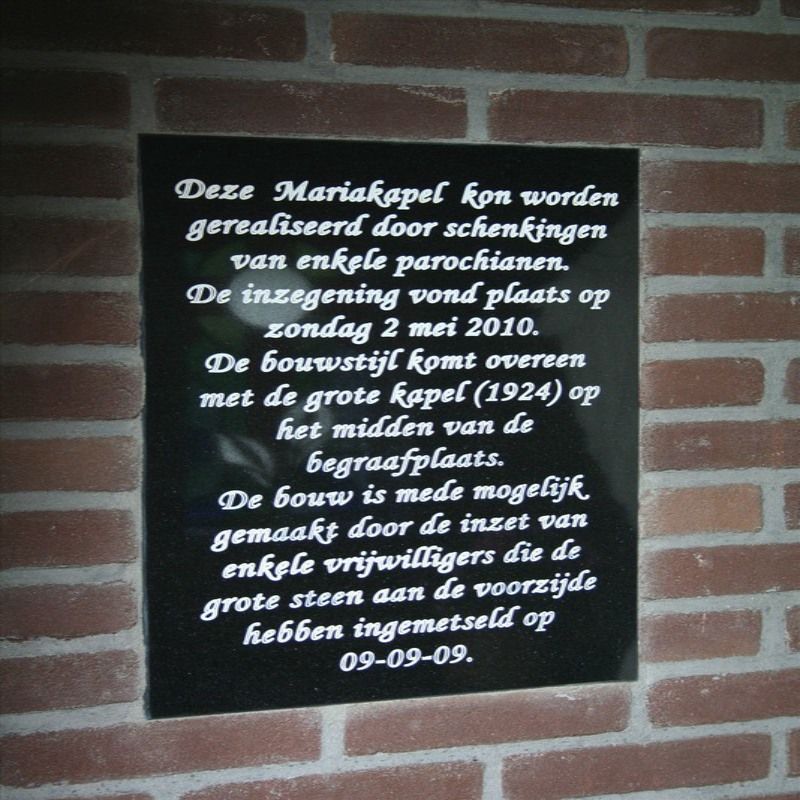 Deze Mariakapel kon worden
gerealiseerd door schenkingen
van enkele parochianen.
De inzegening vond plaats op
zondag 2 mei 2010.
De bouwstijl komt overeen
met de grote kapel (1924) op
het midden van de
begraafplaats.
De bouw is mede mogelijk
gemaakt door de inzet van
enkele vrijwilligers die de
grote steen aan de voorzijde
hebben ingemetseld op
09-09-09.